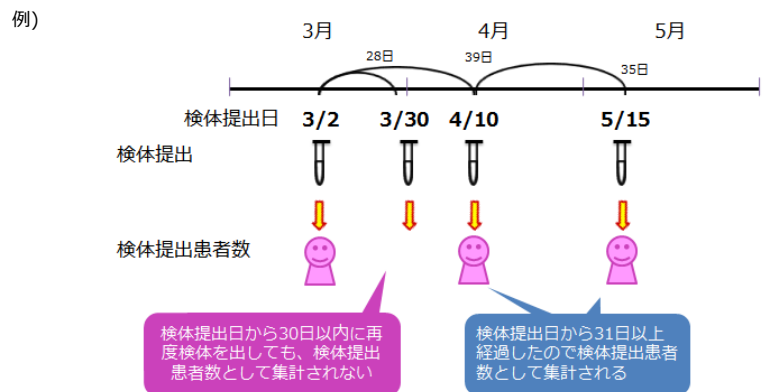 例)
3月 4月 5月
28日 39日 35日
検体提出日 3/2 3/30 4/10 5/15
検体提出
検体提出患者数
検体提出日から30日以内に再
度検体を出しても、検体提出
患者数として集計されない
検体提出日から31日以上
経過したので検体提出患者
数として集計される